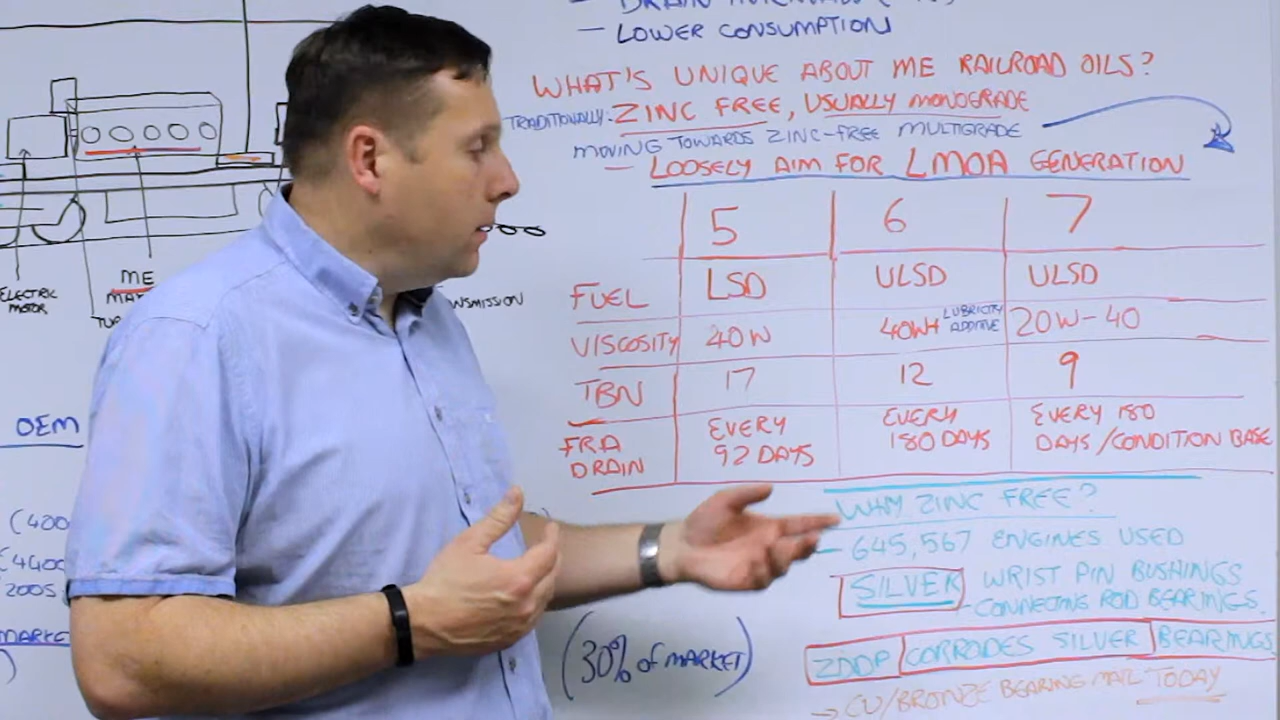 — DRAIN
— LOWER CONSUMPTION
WHAT'S UNIQUE ABOUT ME RAILROAD OILS?
TRADITIONALLY: ZINC FREE, USUALLY MONOGRADE
MOVING TOWARDS ZINC-FREE MULTIGRADE
— LOOSELY AIM FOR LMOA GENERATION
5 6 7
FUEL LSD ULSD ULSD
VISCOSITY 40W 40W+ LUBRICITY ADDITIVE 20W-40
TBN 17 12 9
FRA DRAIN EVERY 92 DAYS EVERY 180 DAYS EVERY 180 DAYS/CONDITION BASE
WHY ZINC FREE?
— 645,567 ENGINES USED
SILVER WRIST PIN BUSHINGS
-CONNECTING ROD BEARINGS.
ZDDP CORRODES SILVER BEARINGS
→ CU/BRONZE BEARING MAIL TODAY
ELECTRIC
MOTOR
ME
OEM
(30% of MARKET)